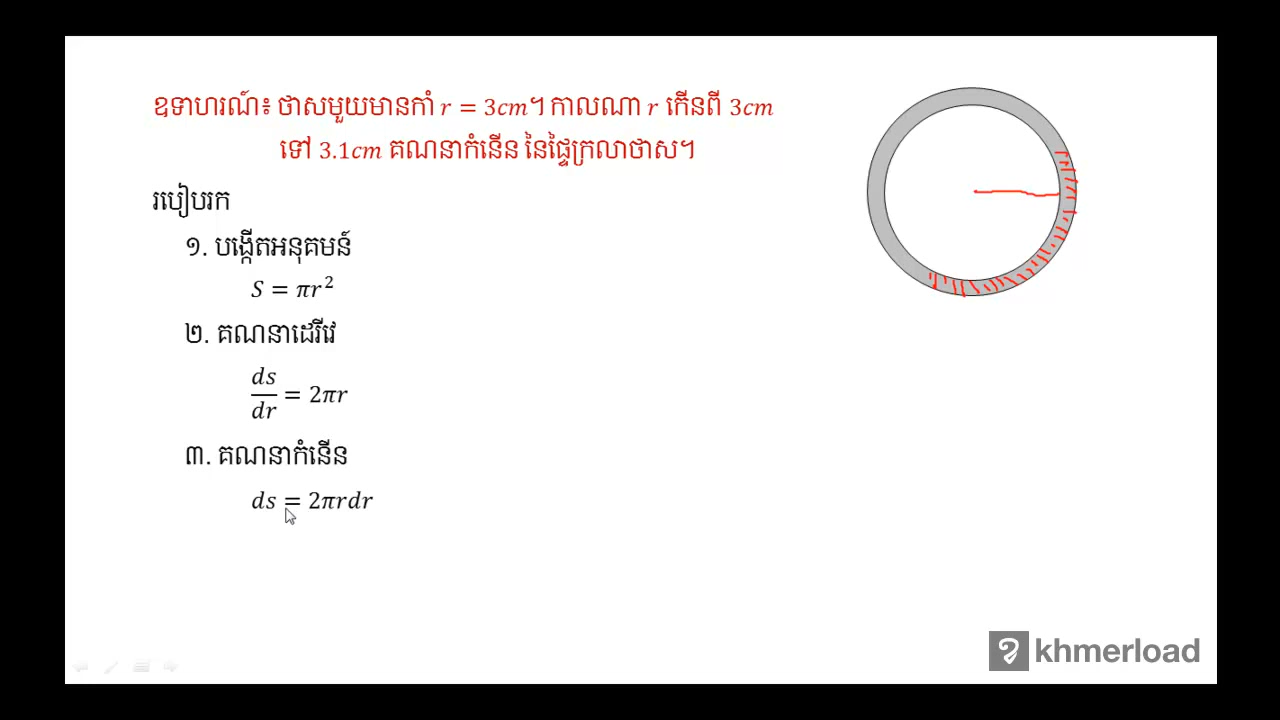 ឧទាហរណ៍៖ ថាសមួយមានកាំ r = 3cm។ កាលណា r កើនពី 3cm
ទៅ 3.1cm គណនាកំនើន នៃផ្ទៃក្រលាថាស។
របៀបរក
១. បង្កើតអនុគមន៍
S = πr²
២. គណនាដេរីវេ
ds/dr = 2πr
៣. គណនាកំនើន
ds = 2πrdr
khmerload